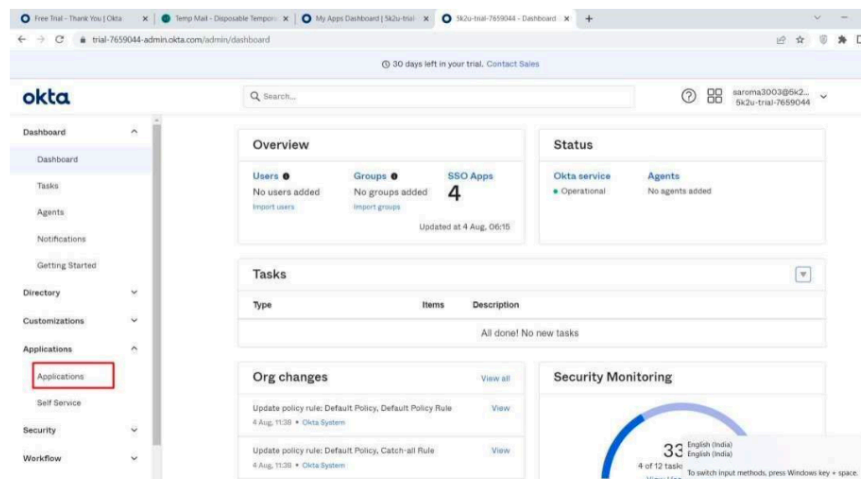 Free Trial - Thank You | Okta
Temp Mail - Disposable Tempora
My Apps Dashboard | 5k2u-trial-
5k2u-trial-7659044 - Dashboard
trial-7659044-admin.okta.com/admin/dashboard
30 days left in your trial. Contact Sales
okta
Search...
saroma3003@5k2...
5k2u-trial-7659044
Dashboard
Dashboard
Tasks
Agents
Notifications
Getting Started
Directory
Customizations
Applications
Applications
Self Service
Security
Workflow
Overview
Users
No users added
Import users
Groups
No groups added
Import groups
SSO Apps
4
Updated at 4 Aug, 06:15
Status
Okta service
Operational
Agents
No agents added
Tasks
Type Items Description
All done! No new tasks
Org changes View all
Update policy rule: Default Policy, Default Policy Rule View
4 Aug, 11:38 • Okta System
Update policy rule: Default Policy, Catch-all Rule View
4 Aug, 11:38 • Okta System
Security Monitoring
33
4 of 12 task
English (India)
English (India)
To switch input methods, press Windows key + space.